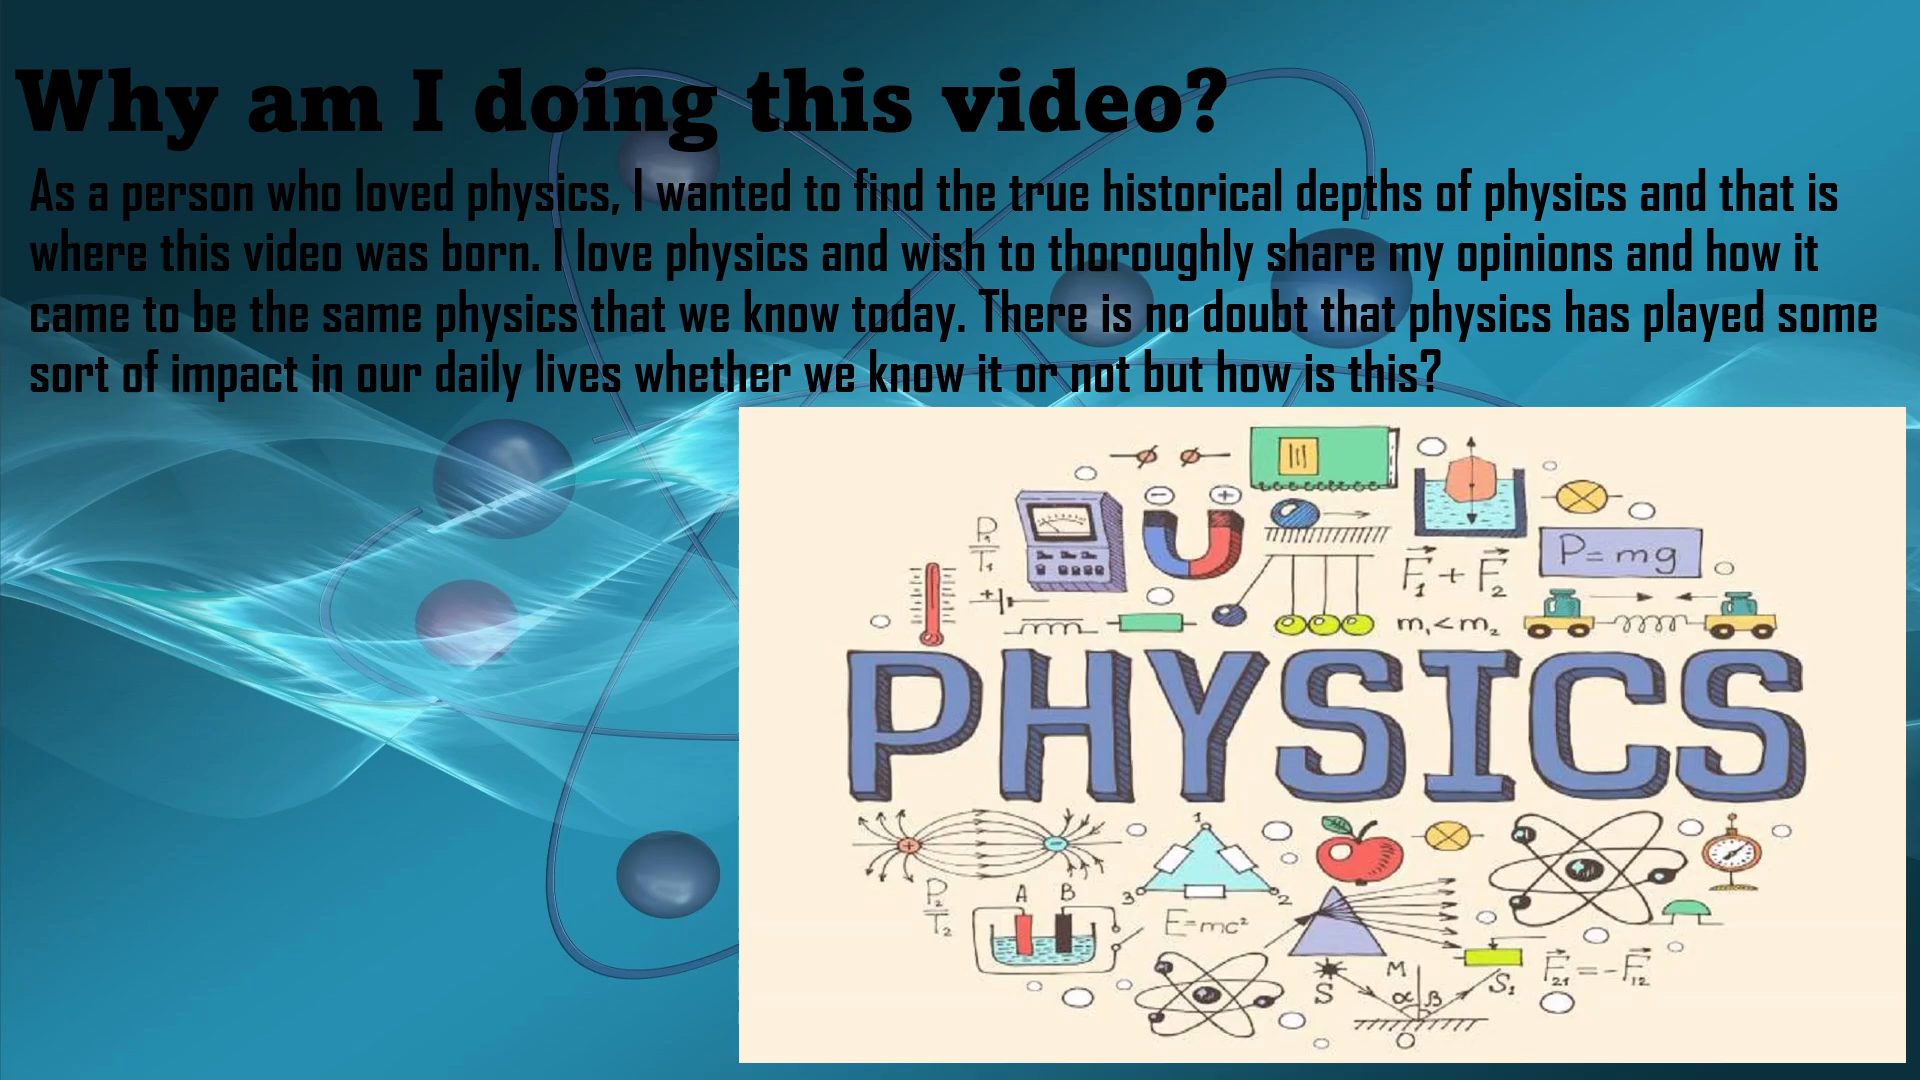 Why am I doing this video?
As a person who loved physics, I wanted to find the true historical depths of physics and that is
where this video was born. I love physics and wish to thoroughly share my opinions and how it
came to be the same physics that we know today. There is no doubt that physics has played some
sort of impact in our daily lives whether we know it or not but how is this?
P₁/T₁
P=mg
F₁+F₂
m₁<m₂
PHYSICS
1
3
2
P₂/T₂
A B
E=mc²
S
M
α β
S₁
O
F₂₁=-F₁₂